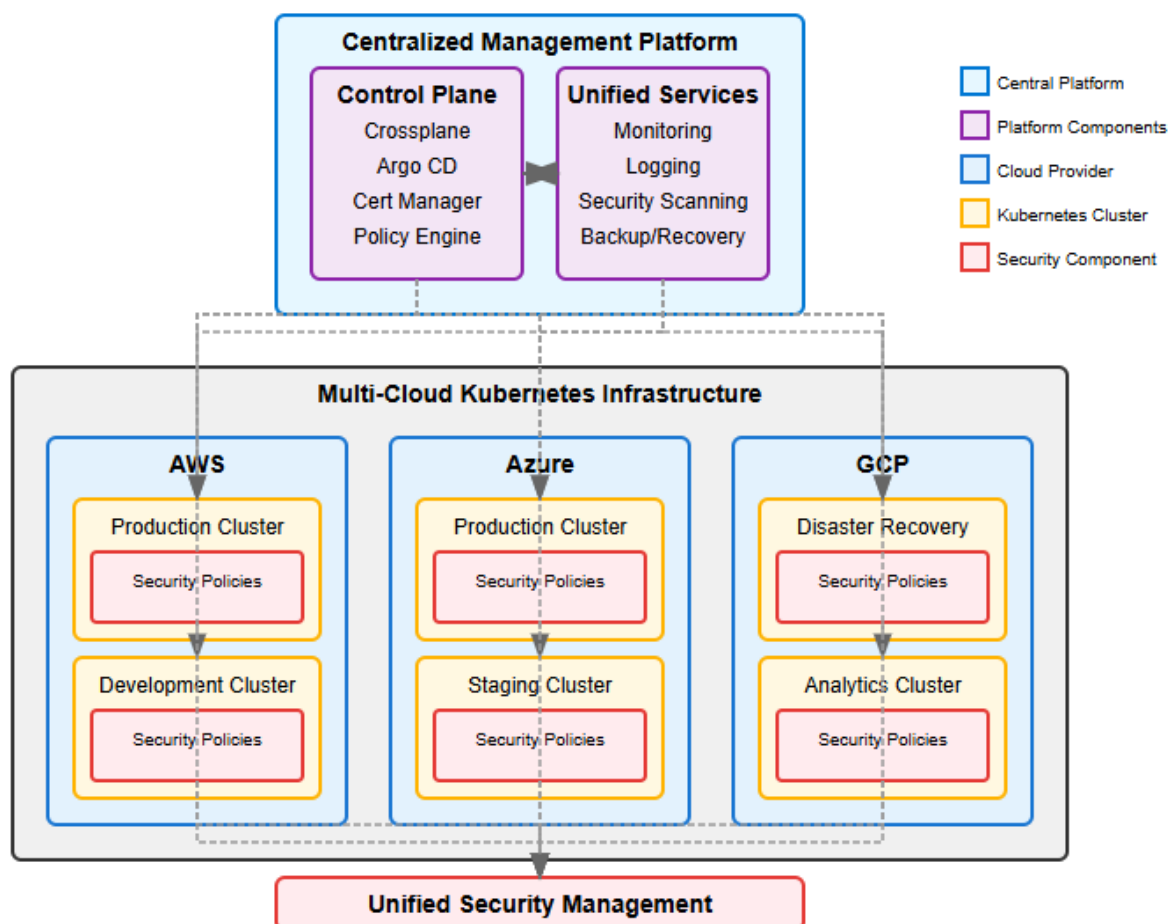 Centralized Management Platform
Control Plane
Crossplane
Argo CD
Cert Manager
Policy Engine
Unified Services
Monitoring
Logging
Security Scanning
Backup/Recovery
Central Platform
Platform Components
Cloud Provider
Kubernetes Cluster
Security Component
Multi-Cloud Kubernetes Infrastructure
AWS
Production Cluster
Security Policies
Development Cluster
Security Policies
Azure
Production Cluster
Security Policies
Staging Cluster
Security Policies
GCP
Disaster Recovery
Security Policies
Analytics Cluster
Security Policies
Unified Security Management